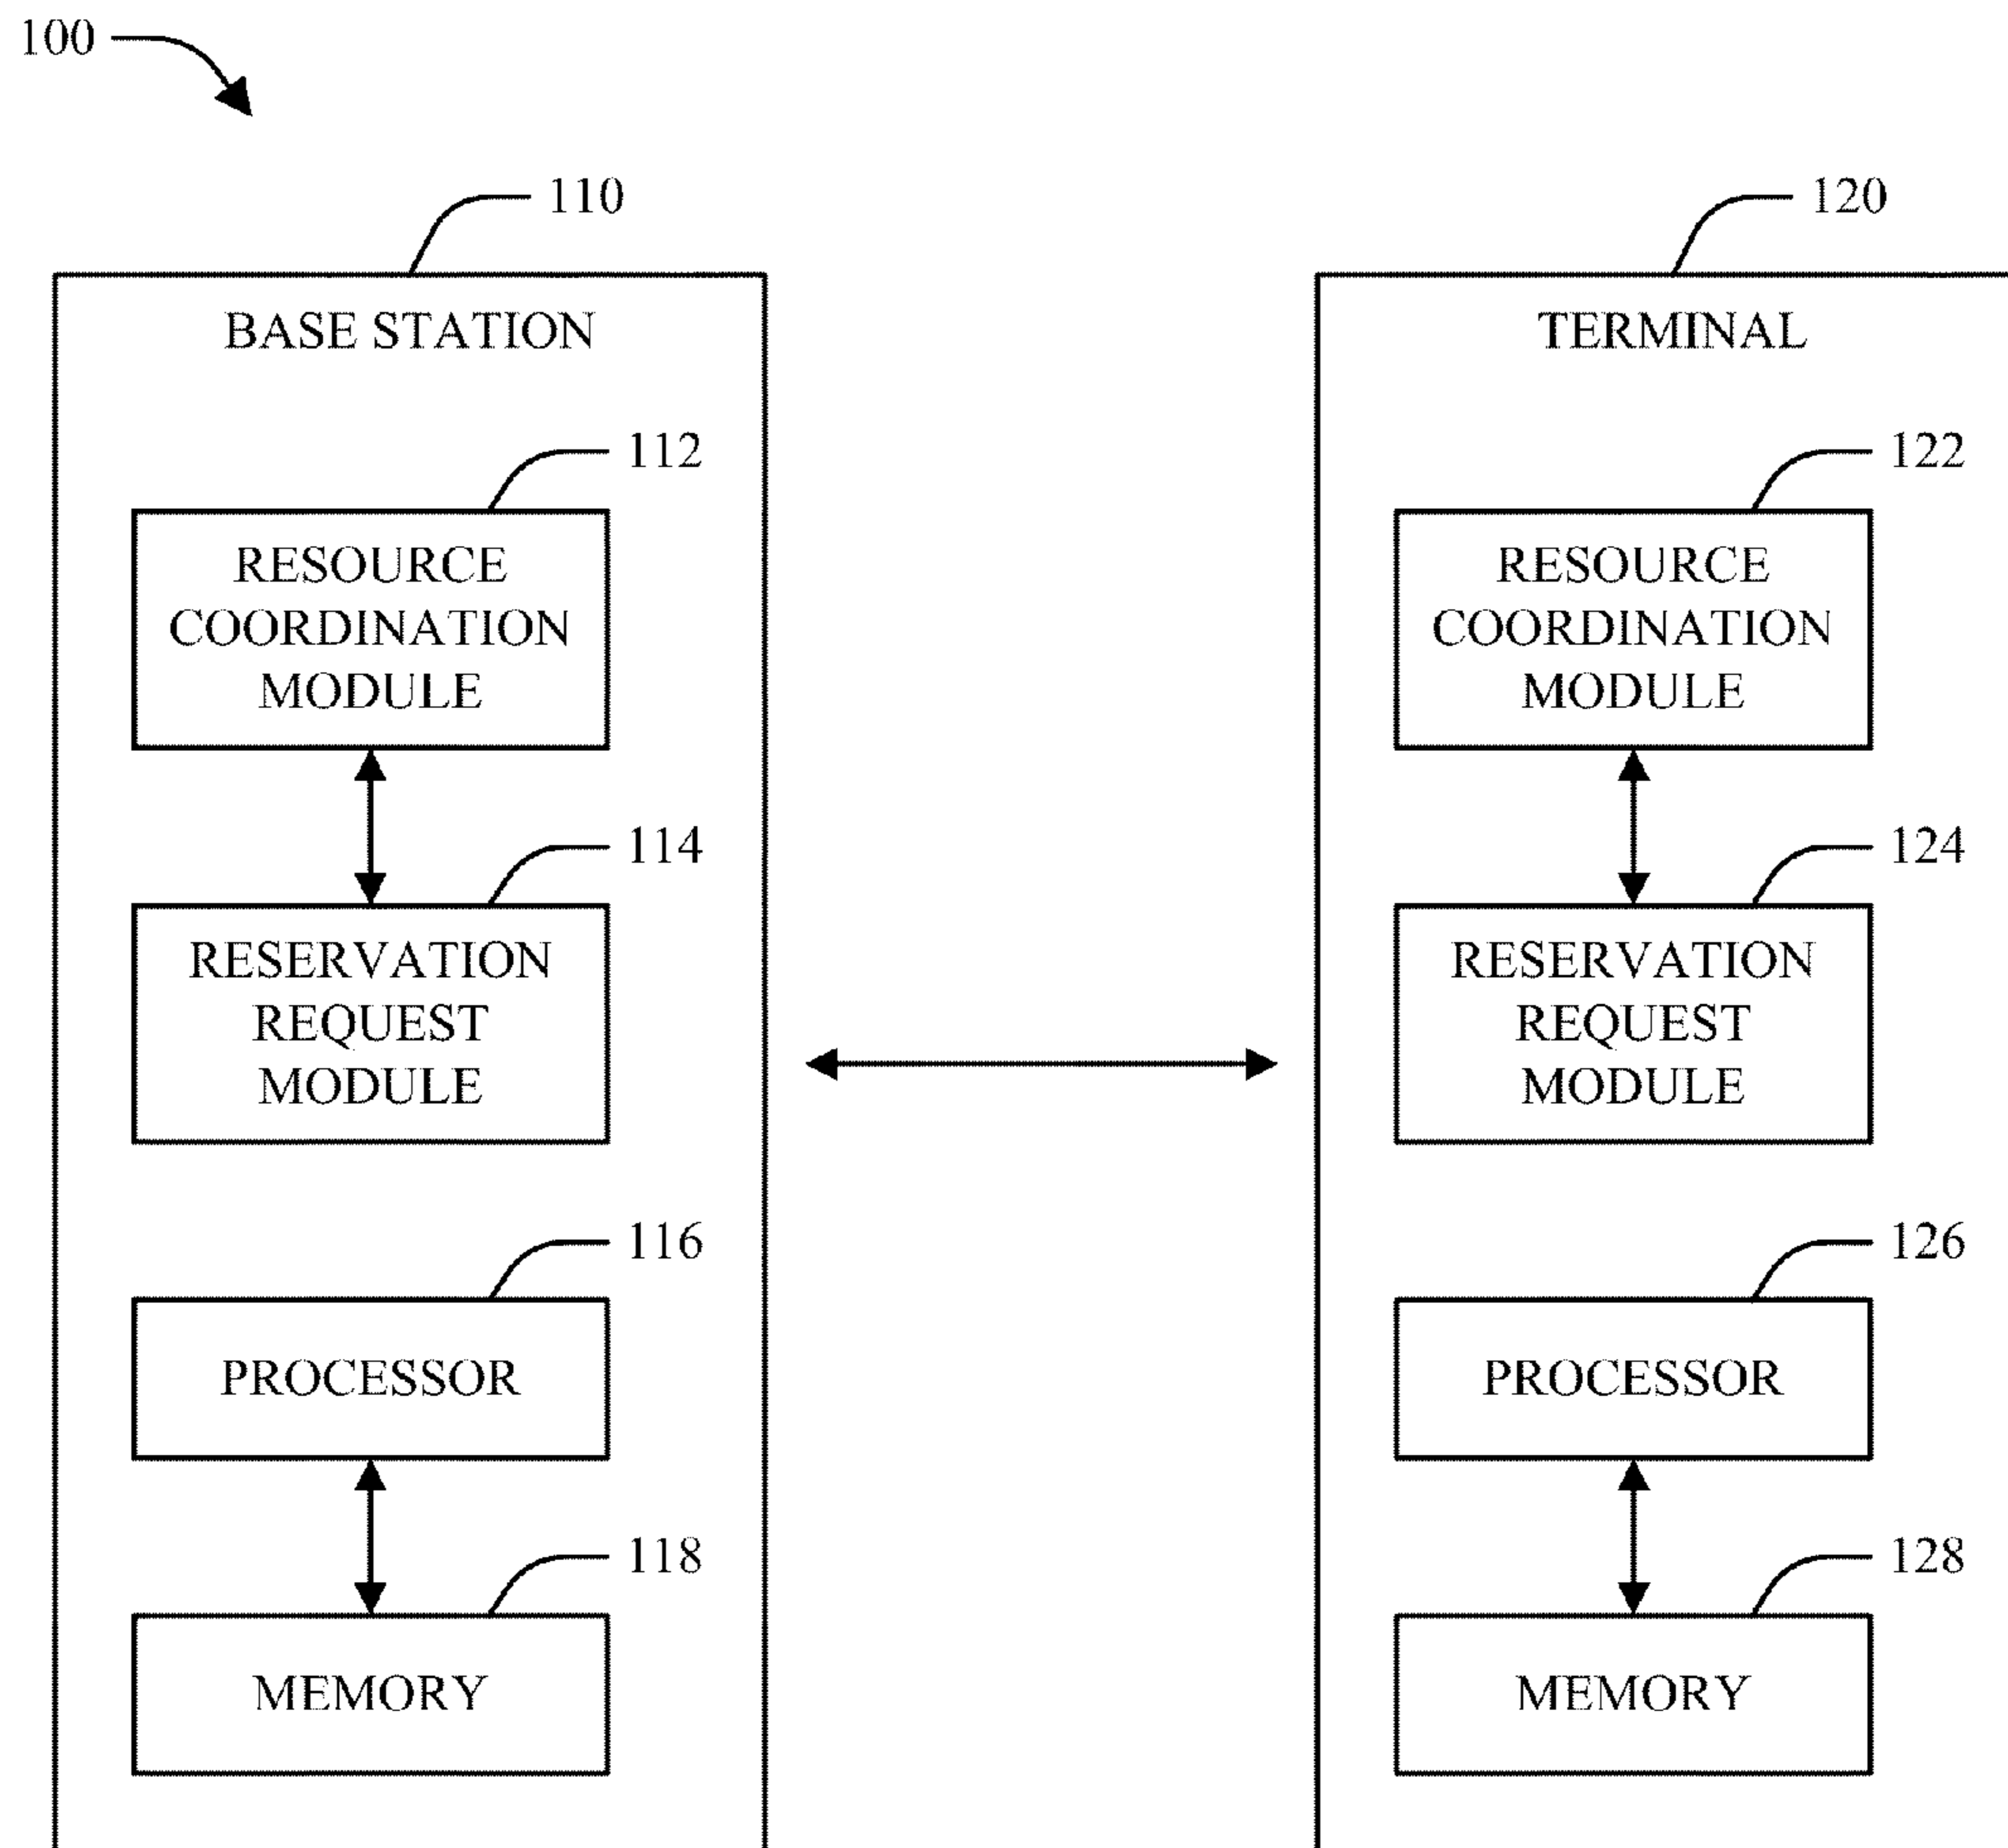 100
110
BASE STATION
112
RESOURCE
COORDINATION
MODULE
114
RESERVATION
REQUEST
MODULE
116
PROCESSOR
118
MEMORY
120
TERMINAL
122
RESOURCE
COORDINATION
MODULE
124
RESERVATION
REQUEST
MODULE
126
PROCESSOR
128
MEMORY